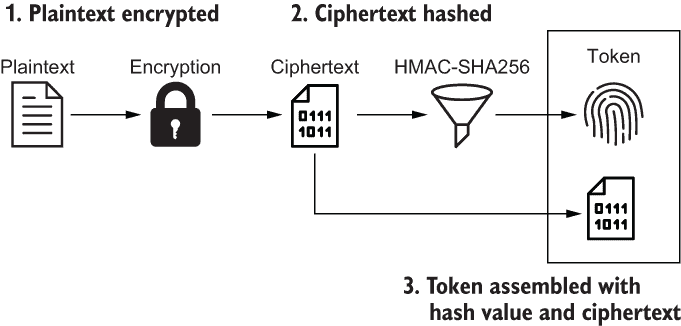 1. Plaintext encrypted
2. Ciphertext hashed
Plaintext
Encryption
Ciphertext
HMAC-SHA256
Token
0111
1011
0111
1011
3. Token assembled with
hash value and ciphertext